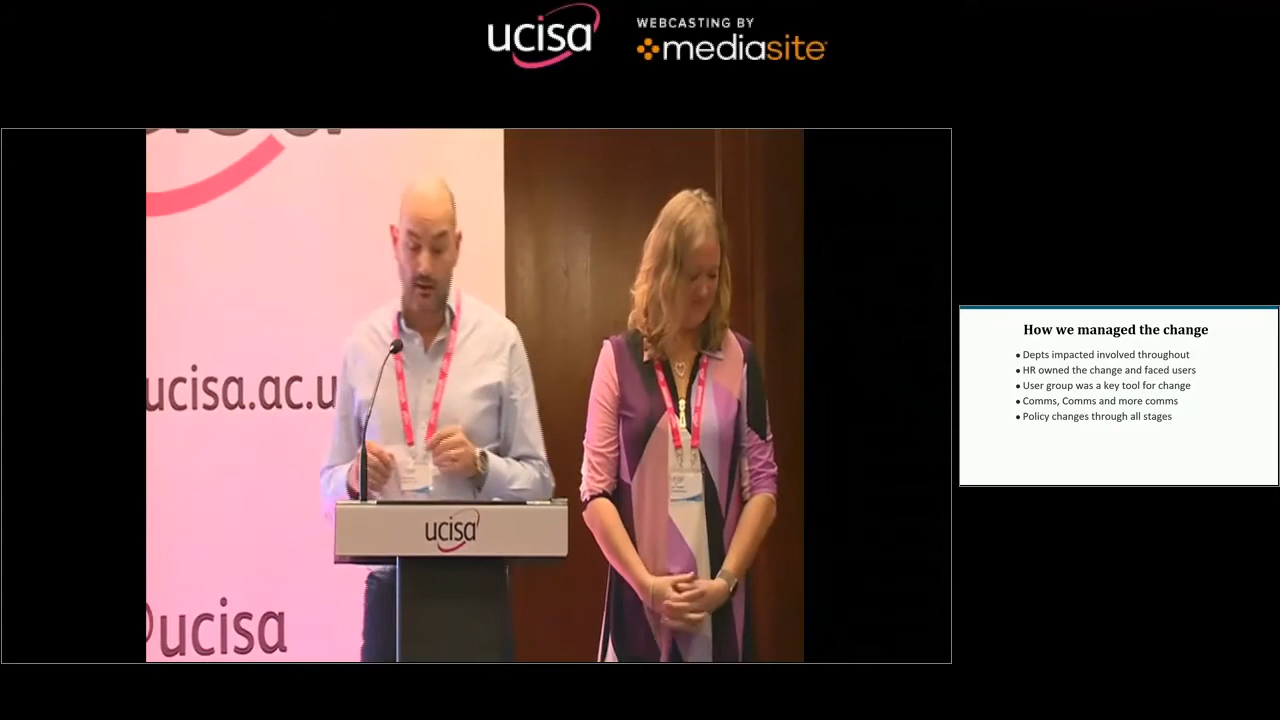 ucisa
WEBCASTING BY
mediasite
ucisa.ac.u
ucisa
ucisa
How we managed the change
• Depts impacted involved throughout
• HR owned the change and faced users
• User group was a key tool for change
• Comms, Comms and more comms
• Policy changes through all stages